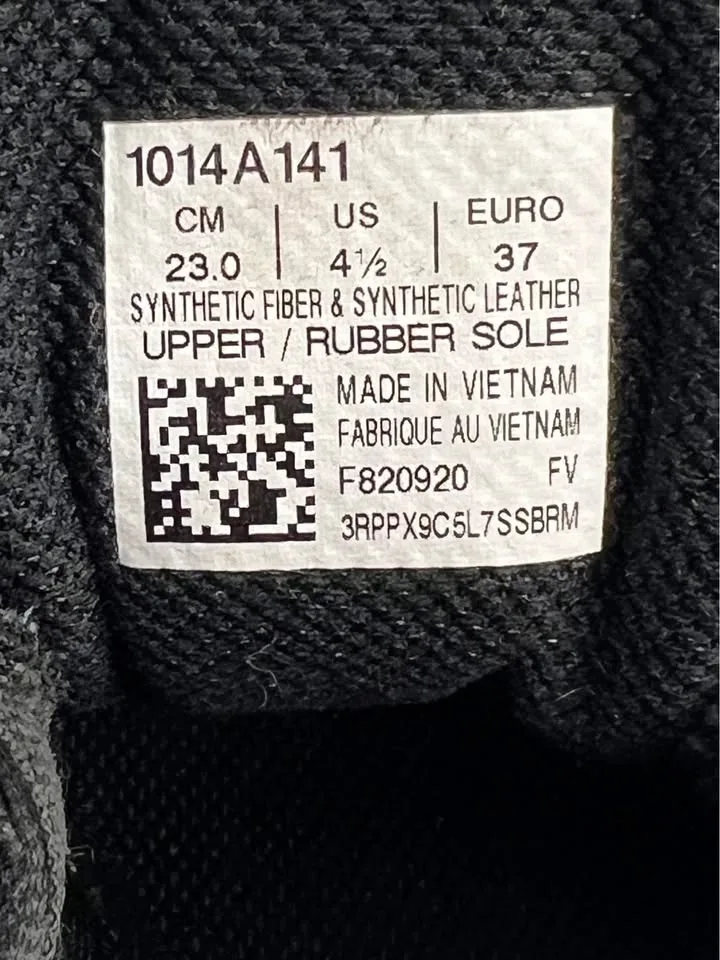 1014A141
CM | US | EURO
23.0 | 4½ | 37
SYNTHETIC FIBER & SYNTHETIC LEATHER
UPPER / RUBBER SOLE
MADE IN VIETNAM
FABRIQUE AU VIETNAM
F820920 FV
3RPPX9C5L7SSBRM